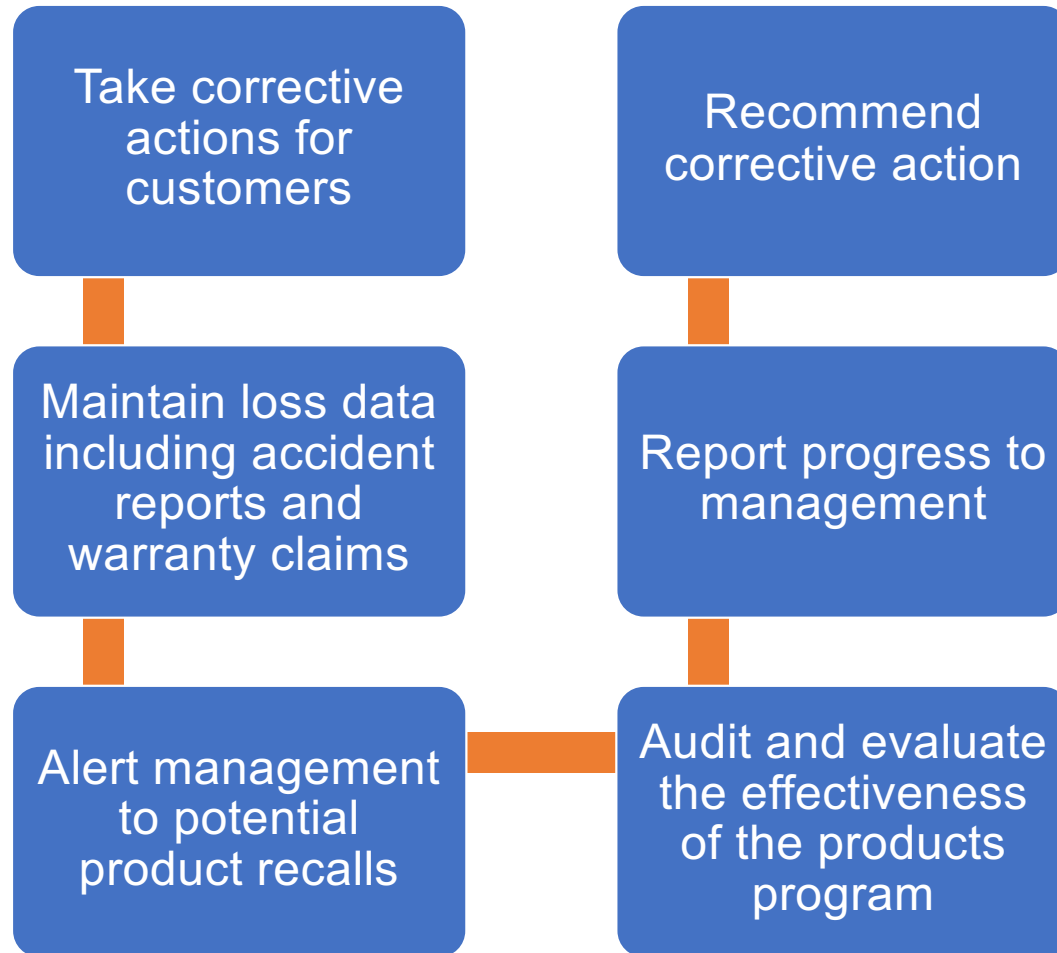 Take corrective
actions for
customers
Maintain loss data
including accident
reports and
warranty claims
Alert management
to potential
product recalls
Audit and evaluate
the effectiveness
of the products
program
Report progress to
management
Recommend
corrective action